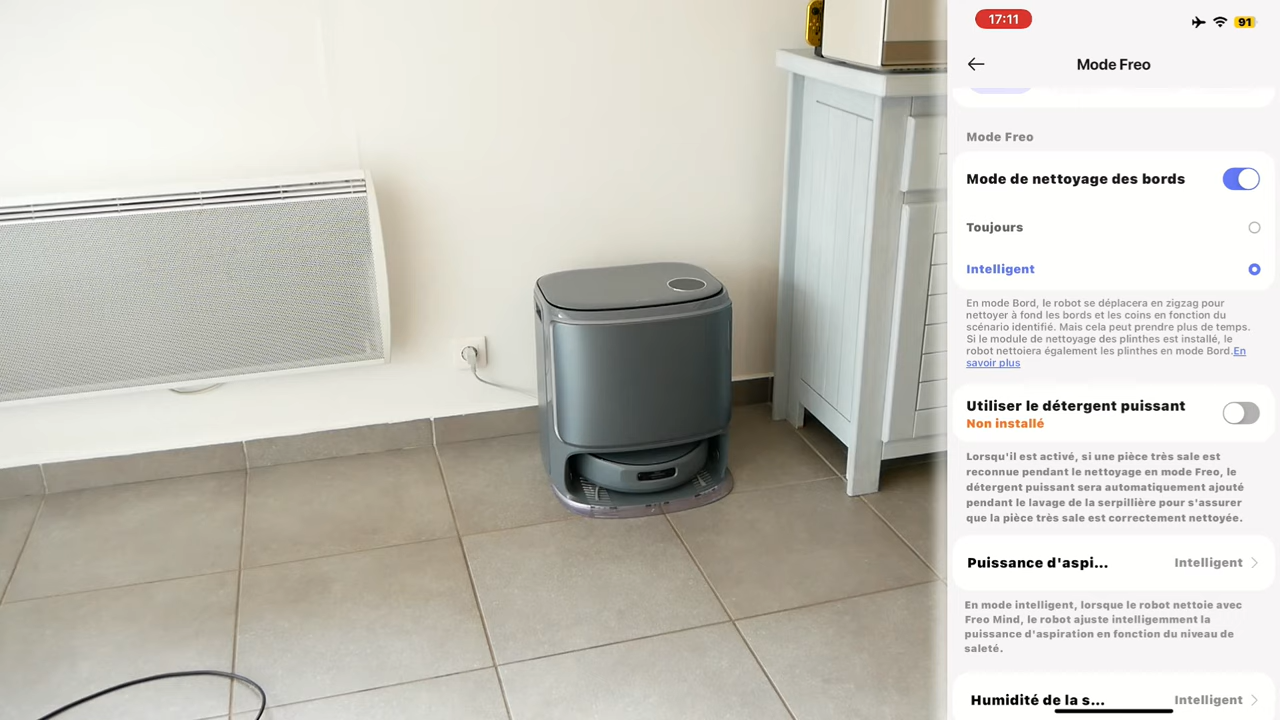 17:11
91
Mode Freo
Mode Freo
Mode de nettoyage des bords
Toujours
Intelligent
En mode Bord, le robot se déplacera en zigzag pour
nettoyer à fond les bords et les coins en fonction du
scénario identifié. Mais cela peut prendre plus de temps.
Si le module de nettoyage des plinthes est installé, le
robot nettoiera également les plinthes en mode Bord.En
savoir plus
Utiliser le détergent puissant
Non installé
Lorsqu'il est activé, si une pièce très sale est
reconnue pendant le nettoyage en mode Freo, le
détergent puissant sera automatiquement ajouté
pendant le lavage de la serpillière pour s'assurer
que la pièce très sale est correctement nettoyée.
Puissance d'aspi... Intelligent
En mode intelligent, lorsque le robot nettoie avec
Freo Mind, le robot ajuste intelligemment la
puissance d'aspiration en fonction du niveau de
saleté.
Humidité de la s... Intelligent